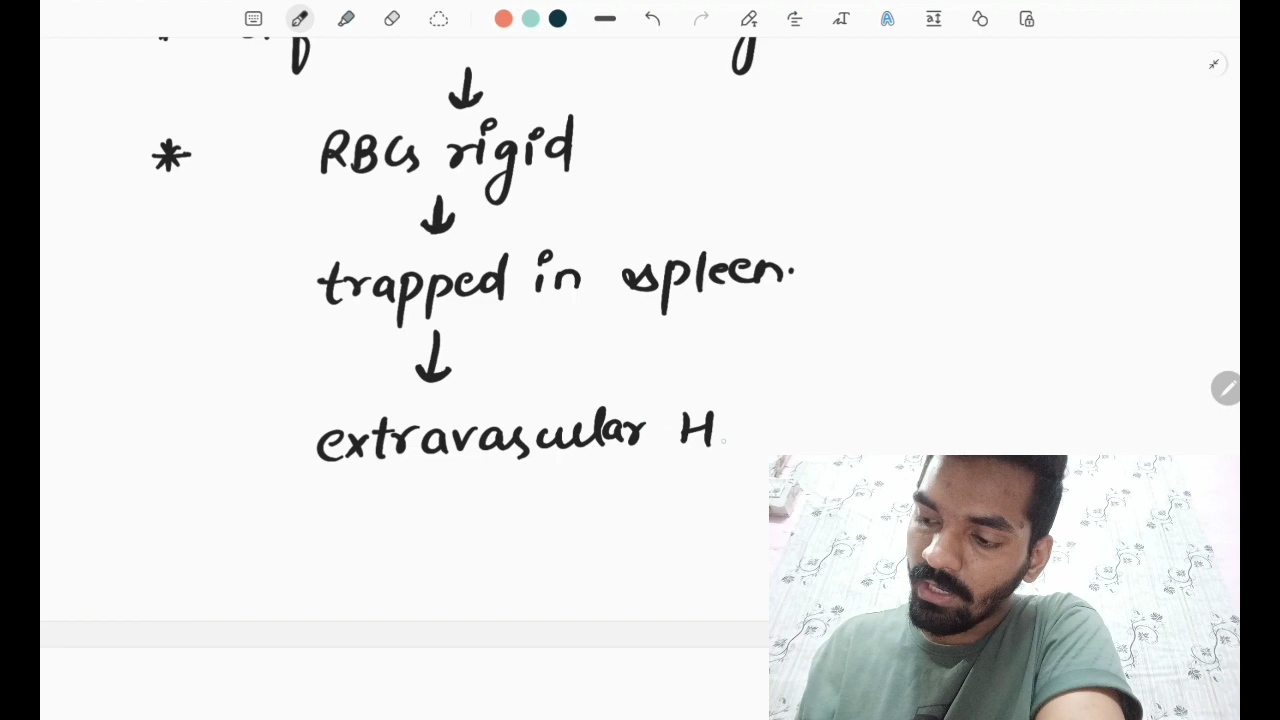 ↓
* RBCs rigid
↓
trapped in spleen.
↓
extravascular H